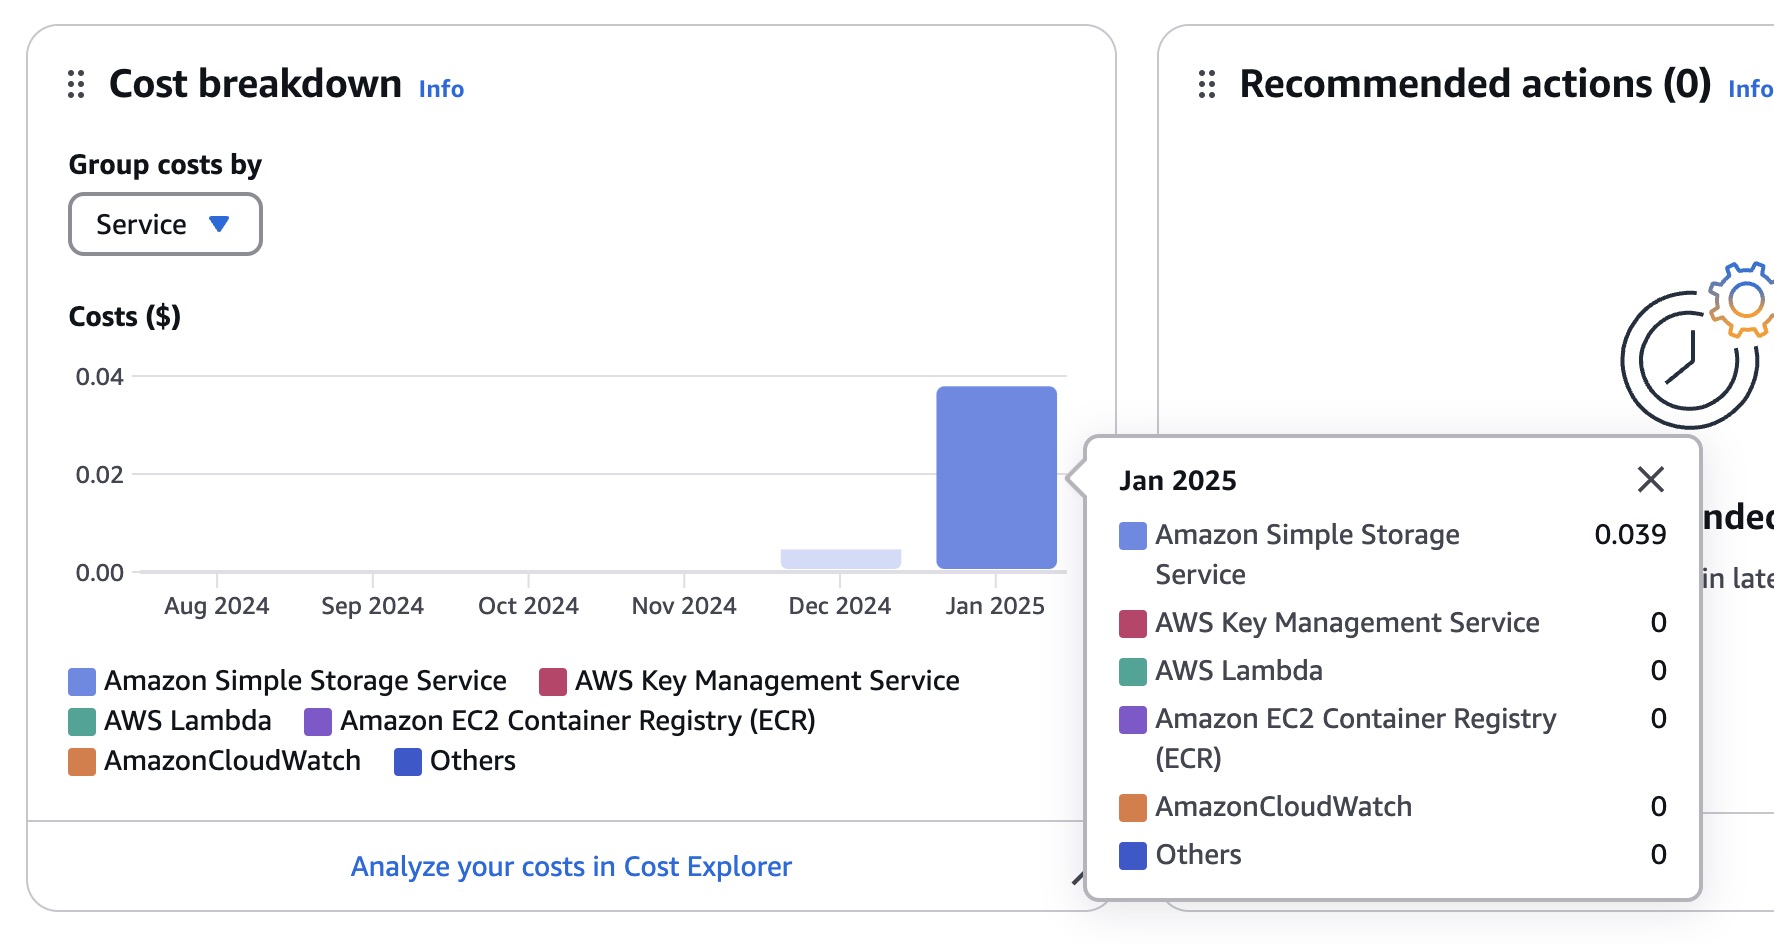 Cost breakdown Info
Group costs by
Service
Costs ($)
0.04
0.02
0.00
Aug 2024 Sep 2024 Oct 2024 Nov 2024 Dec 2024 Jan 2025
Amazon Simple Storage Service AWS Key Management Service
AWS Lambda Amazon EC2 Container Registry (ECR)
AmazonCloudWatch Others
Analyze your costs in Cost Explorer
Recommended actions (0) Info
Jan 2025
Amazon Simple Storage 0.039
Service
AWS Key Management Service 0
AWS Lambda 0
Amazon EC2 Container Registry 0
(ECR)
AmazonCloudWatch 0
Others 0
in